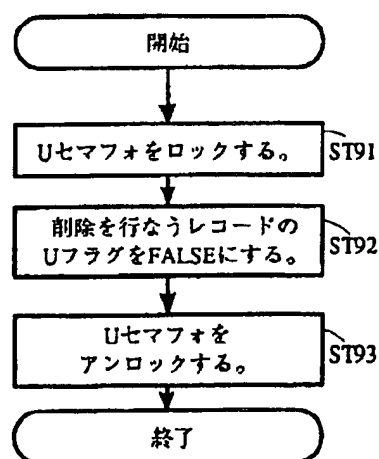 開始
Uセマフォをロックする。
ST91
削除を行なうレコードの
UフラグをFALSEにする。
ST92
Uセマフォを
アンロックする。
ST93
終了